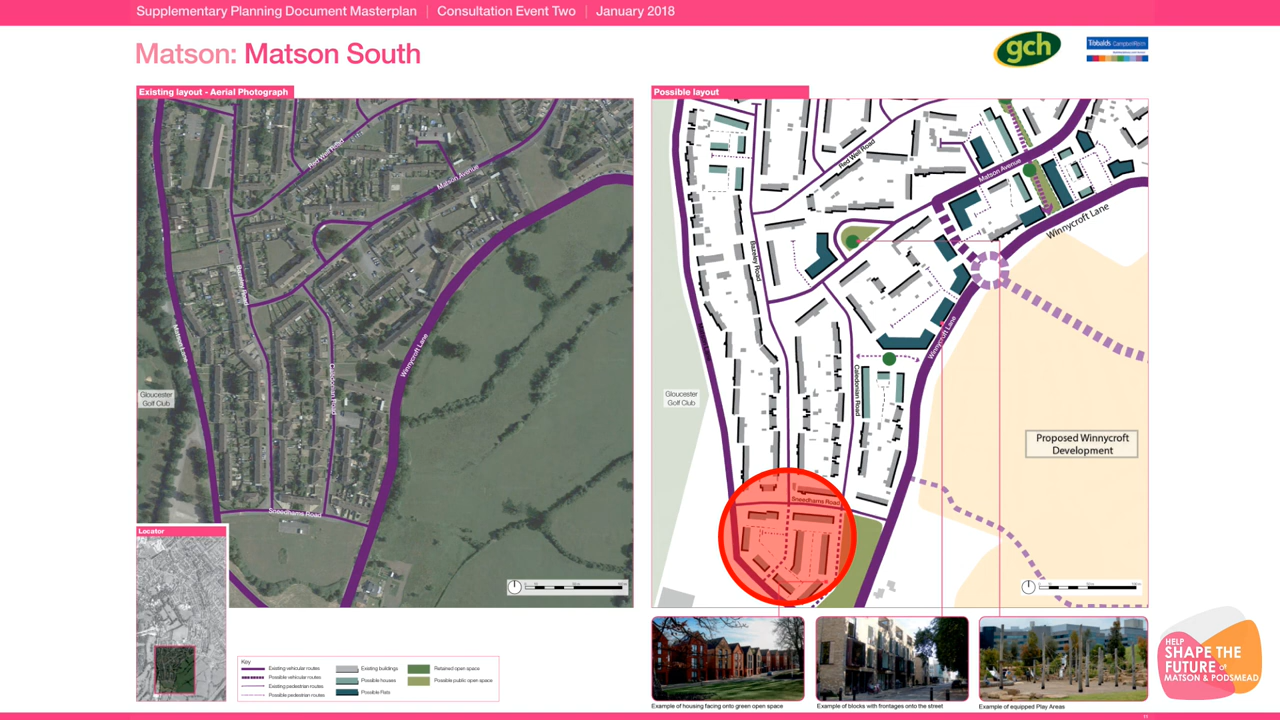 Supplementary Planning Document Masterplan | Consultation Event Two | January 2018
Matson: Matson South
gch
Tibbalds CampbellReith
Existing layout - Aerial Photograph
Possible layout
Red Well Road
Matson Avenue
Bazeley Road
Matson Lane
Winnycroft Lane
Caledonian Road
Gloucester
Golf Club
Sneedhams Road
Red Well Road
Matson Avenue
Winnycroft Lane
Bazeley Road
Winnycroft Lane
Caledonian Road
Gloucester
Golf Club
Proposed Winnycroft
Development
Sneedhams Road
Locator
Key
Existing vehicular routes
Possible vehicular routes
Existing pedestrian routes
Possible pedestrian routes
Existing buildings
Possible houses
Possible flats
Retained open space
Possible public open space
Example of housing facing onto green open space
Example of blocks with frontages onto the street
Example of equipped Play Areas
HELP
SHAPE THE
FUTURE of
MATSON & PODSMEAD